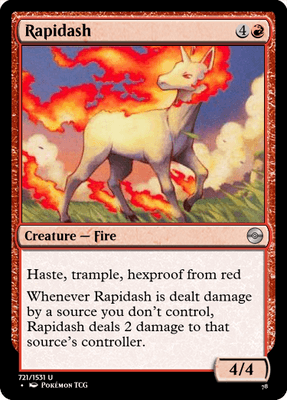 Rapidash 4
Creature — Fire
Haste, trample, hexproof from red
Whenever Rapidash is dealt damage
by a source you don't control,
Rapidash deals 2 damage to that
source's controller.
4/4
721/1531 U
• Pokémon TCG
78